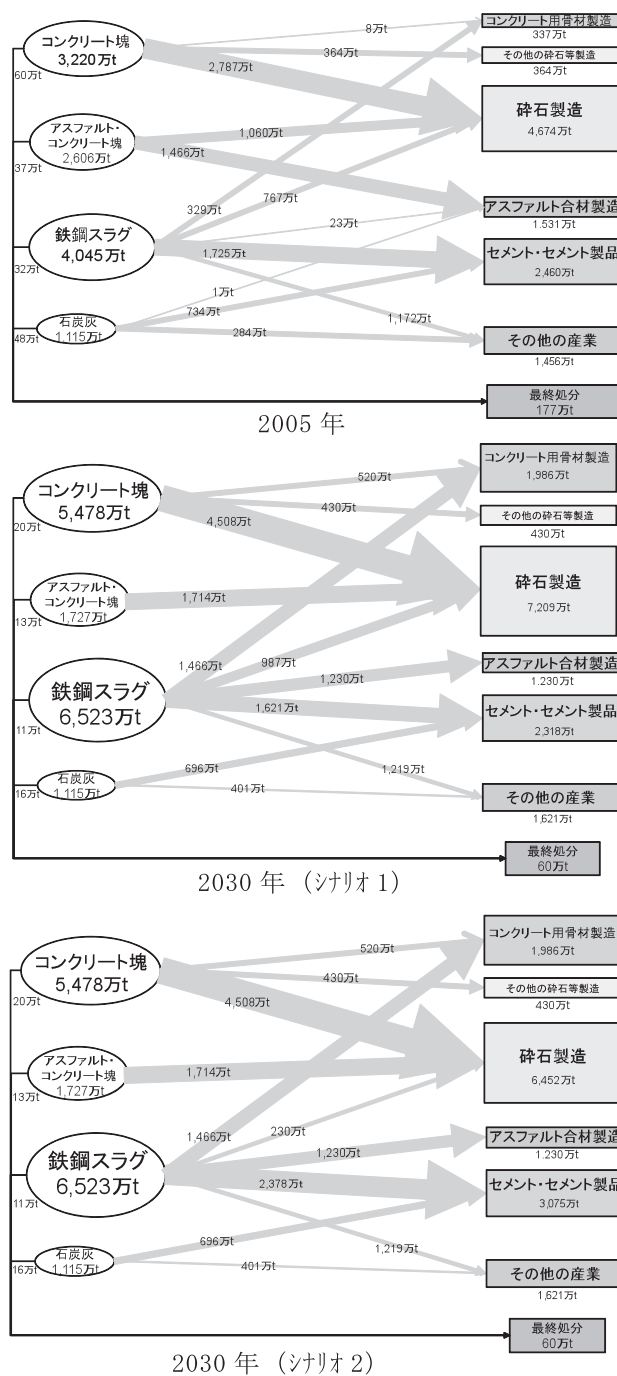 コンクリート塊
3,220万t
アスファルト・
コンクリート塊
2,606万t
鉄鋼スラグ
4,045万t
石炭灰
1,115万t
60万t
37万t
32万t
48万t
8万t
364万t
2,787万t
1,060万t
1,466万t
329万t
767万t
23万t
1,725万t
1万t
734万t
1,172万t
284万t
コンクリート用骨材製造
337万t
その他の砕石等製造
364万t
砕石製造
4,674万t
アスファルト合材製造
1.531万t
セメント・セメント製品
2,460万t
その他の産業
1,456万t
最終処分
177万t
2005 年
コンクリート塊
5,478万t
アスファルト・
コンクリート塊
1,727万t
鉄鋼スラグ
6,523万t
石炭灰
1,115万t
20万t
13万t
11万t
16万t
520万t
430万t
4,508万t
1,714万t
1,466万t
987万t
1,230万t
1,621万t
696万t
1,219万t
401万t
コンクリート用骨材製造
1,986万t
その他の砕石等製造
430万t
砕石製造
7,209万t
アスファルト合材製造
1.230万t
セメント・セメント製品
2,318万t
その他の産業
1,621万t
最終処分
60万t
2030 年（シナリオ 1）
コンクリート塊
5,478万t
アスファルト・
コンクリート塊
1,727万t
鉄鋼スラグ
6,523万t
石炭灰
1,115万t
20万t
13万t
11万t
16万t
520万t
430万t
4,508万t
1,714万t
1,466万t
230万t
1,230万t
2,378万t
696万t
1,219万t
401万t
コンクリート用骨材製造
1,986万t
その他の砕石等製造
430万t
砕石製造
6,452万t
アスファルト合材製造
1.230万t
セメント・セメント製品
3,075万t
その他の産業
1,621万t
最終処分
60万t
2030 年（シナリオ 2）